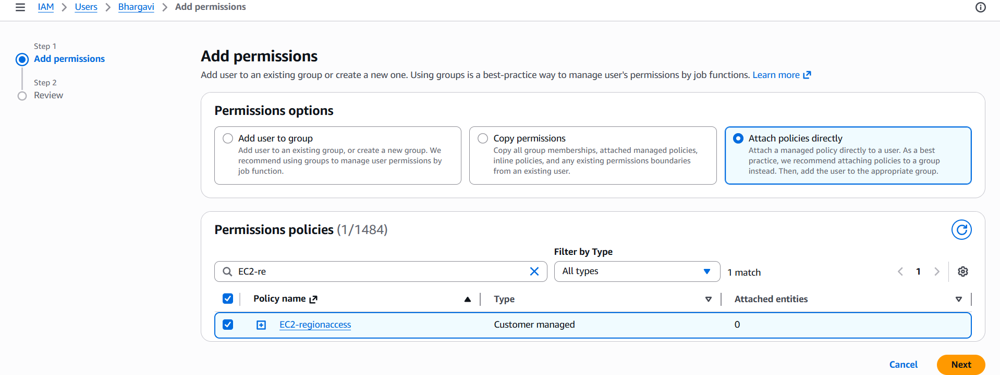 IAM > Users > Bhargavi > Add permissions
Step 1
Add permissions
Step 2
Review
Add permissions
Add user to an existing group or create a new one. Using groups is a best-practice way to manage user's permissions by job functions. Learn more
Permissions options
Add user to group
Add user to an existing group, or create a new group. We
recommend using groups to manage user permissions by
job function.
Copy permissions
Copy all group memberships, attached managed policies,
inline policies, and any existing permissions boundaries
from an existing user.
Attach policies directly
Attach a managed policy directly to a user. As a best
practice, we recommend attaching policies to a group
instead. Then, add the user to the appropriate group.
Permissions policies (1/1484)
Filter by Type
EC2-re
All types
1 match
1
Policy name
Type
Attached entities
EC2-regionaccess
Customer managed
0
Cancel
Next